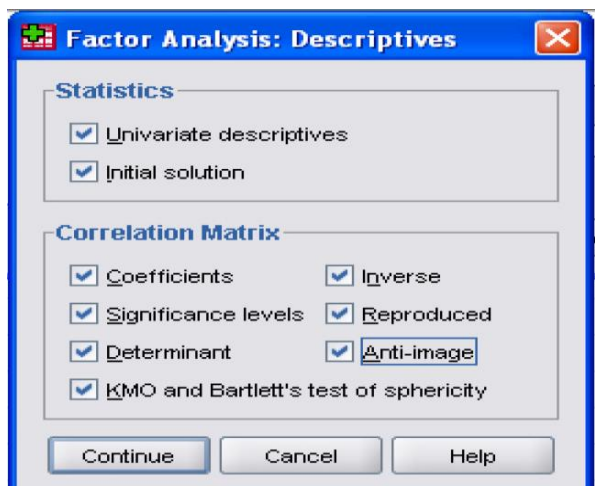 Factor Analysis: Descriptives
Statistics
Univariate descriptives
Initial solution
Correlation Matrix
Coefficients Inverse
Significance levels Reproduced
Determinant Anti-image
KMO and Bartlett's test of sphericity
Continue Cancel Help